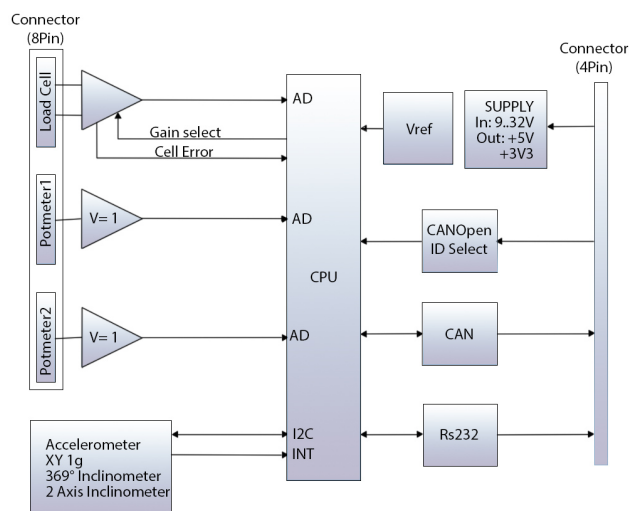 Connector
(8Pin)
Load Cell
AD
Gain select
Cell Error
Potmeter1
V= 1
AD
CPU
Potmeter2
V= 1
AD
Accelerometer
XY 1g
369° Inclinometer
2 Axis Inclinometer
I2C
INT
Vref
SUPPLY
In: 9..32V
Out: +5V
+3V3
Connector
(4Pin)
CANOpen
ID Select
CAN
Rs232